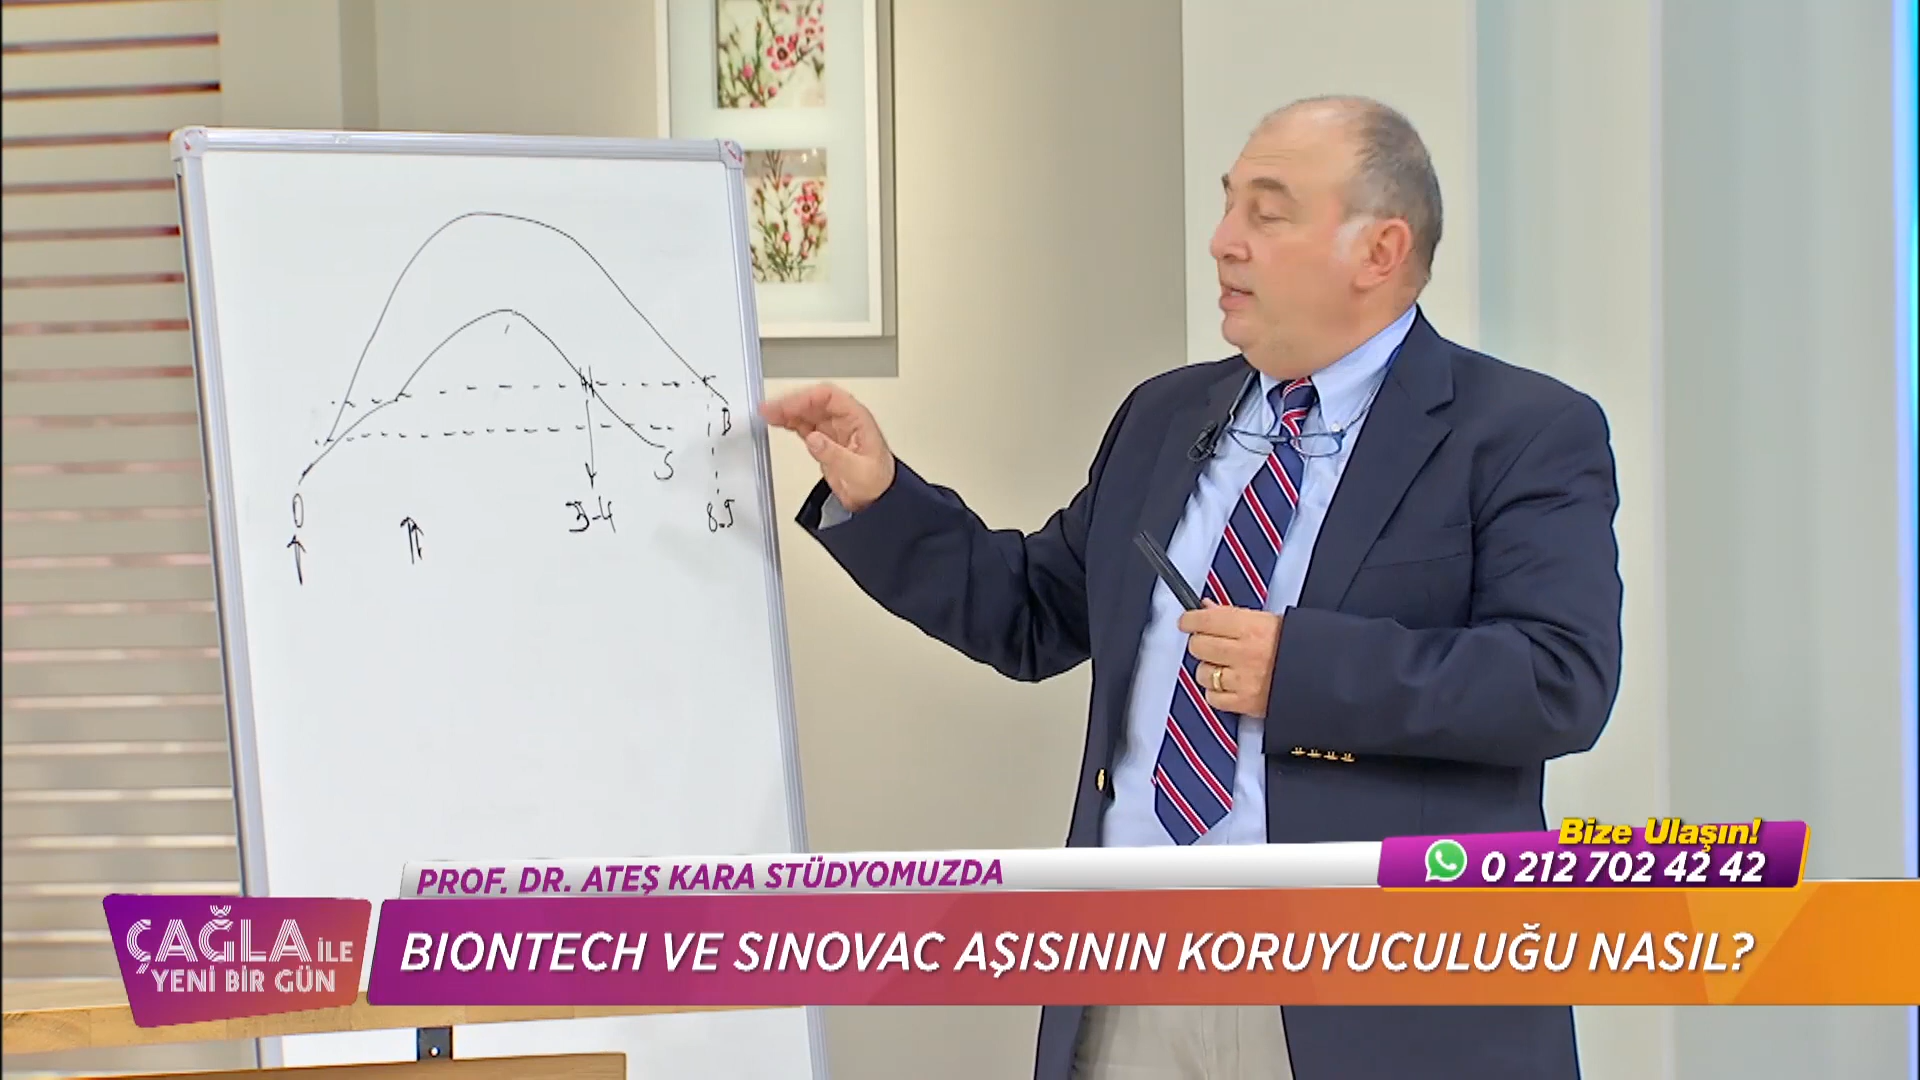 B
S
0
3-4
8.9
Bize Ulaşın!
0 212 702 42 42
PROF. DR. ATEŞ KARA STÜDYOMUZDA
ÇAĞLA İLE
YENİ BİR GÜN
BIONTECH VE SINOVAC AŞISININ KORUYUCULUĞU NASIL?